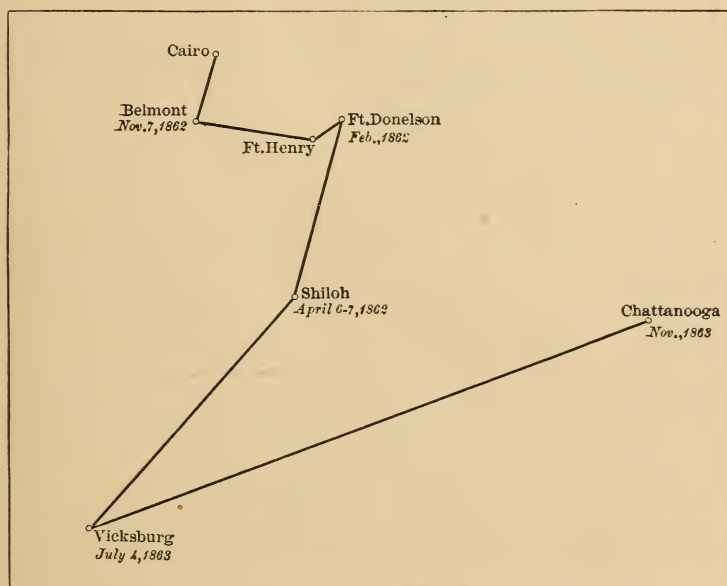 Cairo
Belmont
Nov. 7, 1862
Ft. Donelson
Feb., 1862
Ft. Henry
Shiloh
April 6-7, 1862
Chattanooga
Nov., 1863
Vicksburg
July 4, 1863